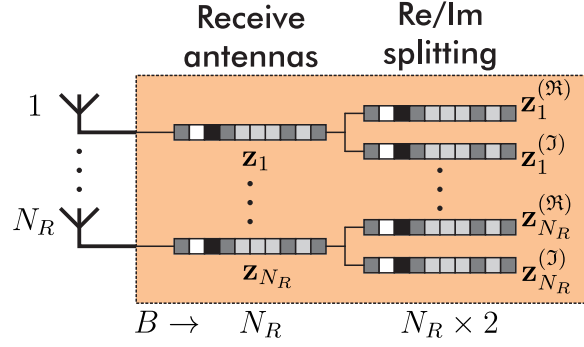 Receive antennas
Re/Im splitting
1
z_1
z_1^{(ℜ)}
z_1^{(ℑ)}
N_R
z_{N_R}
z_{N_R}^{(ℜ)}
z_{N_R}^{(ℑ)}
B → N_R N_R × 2